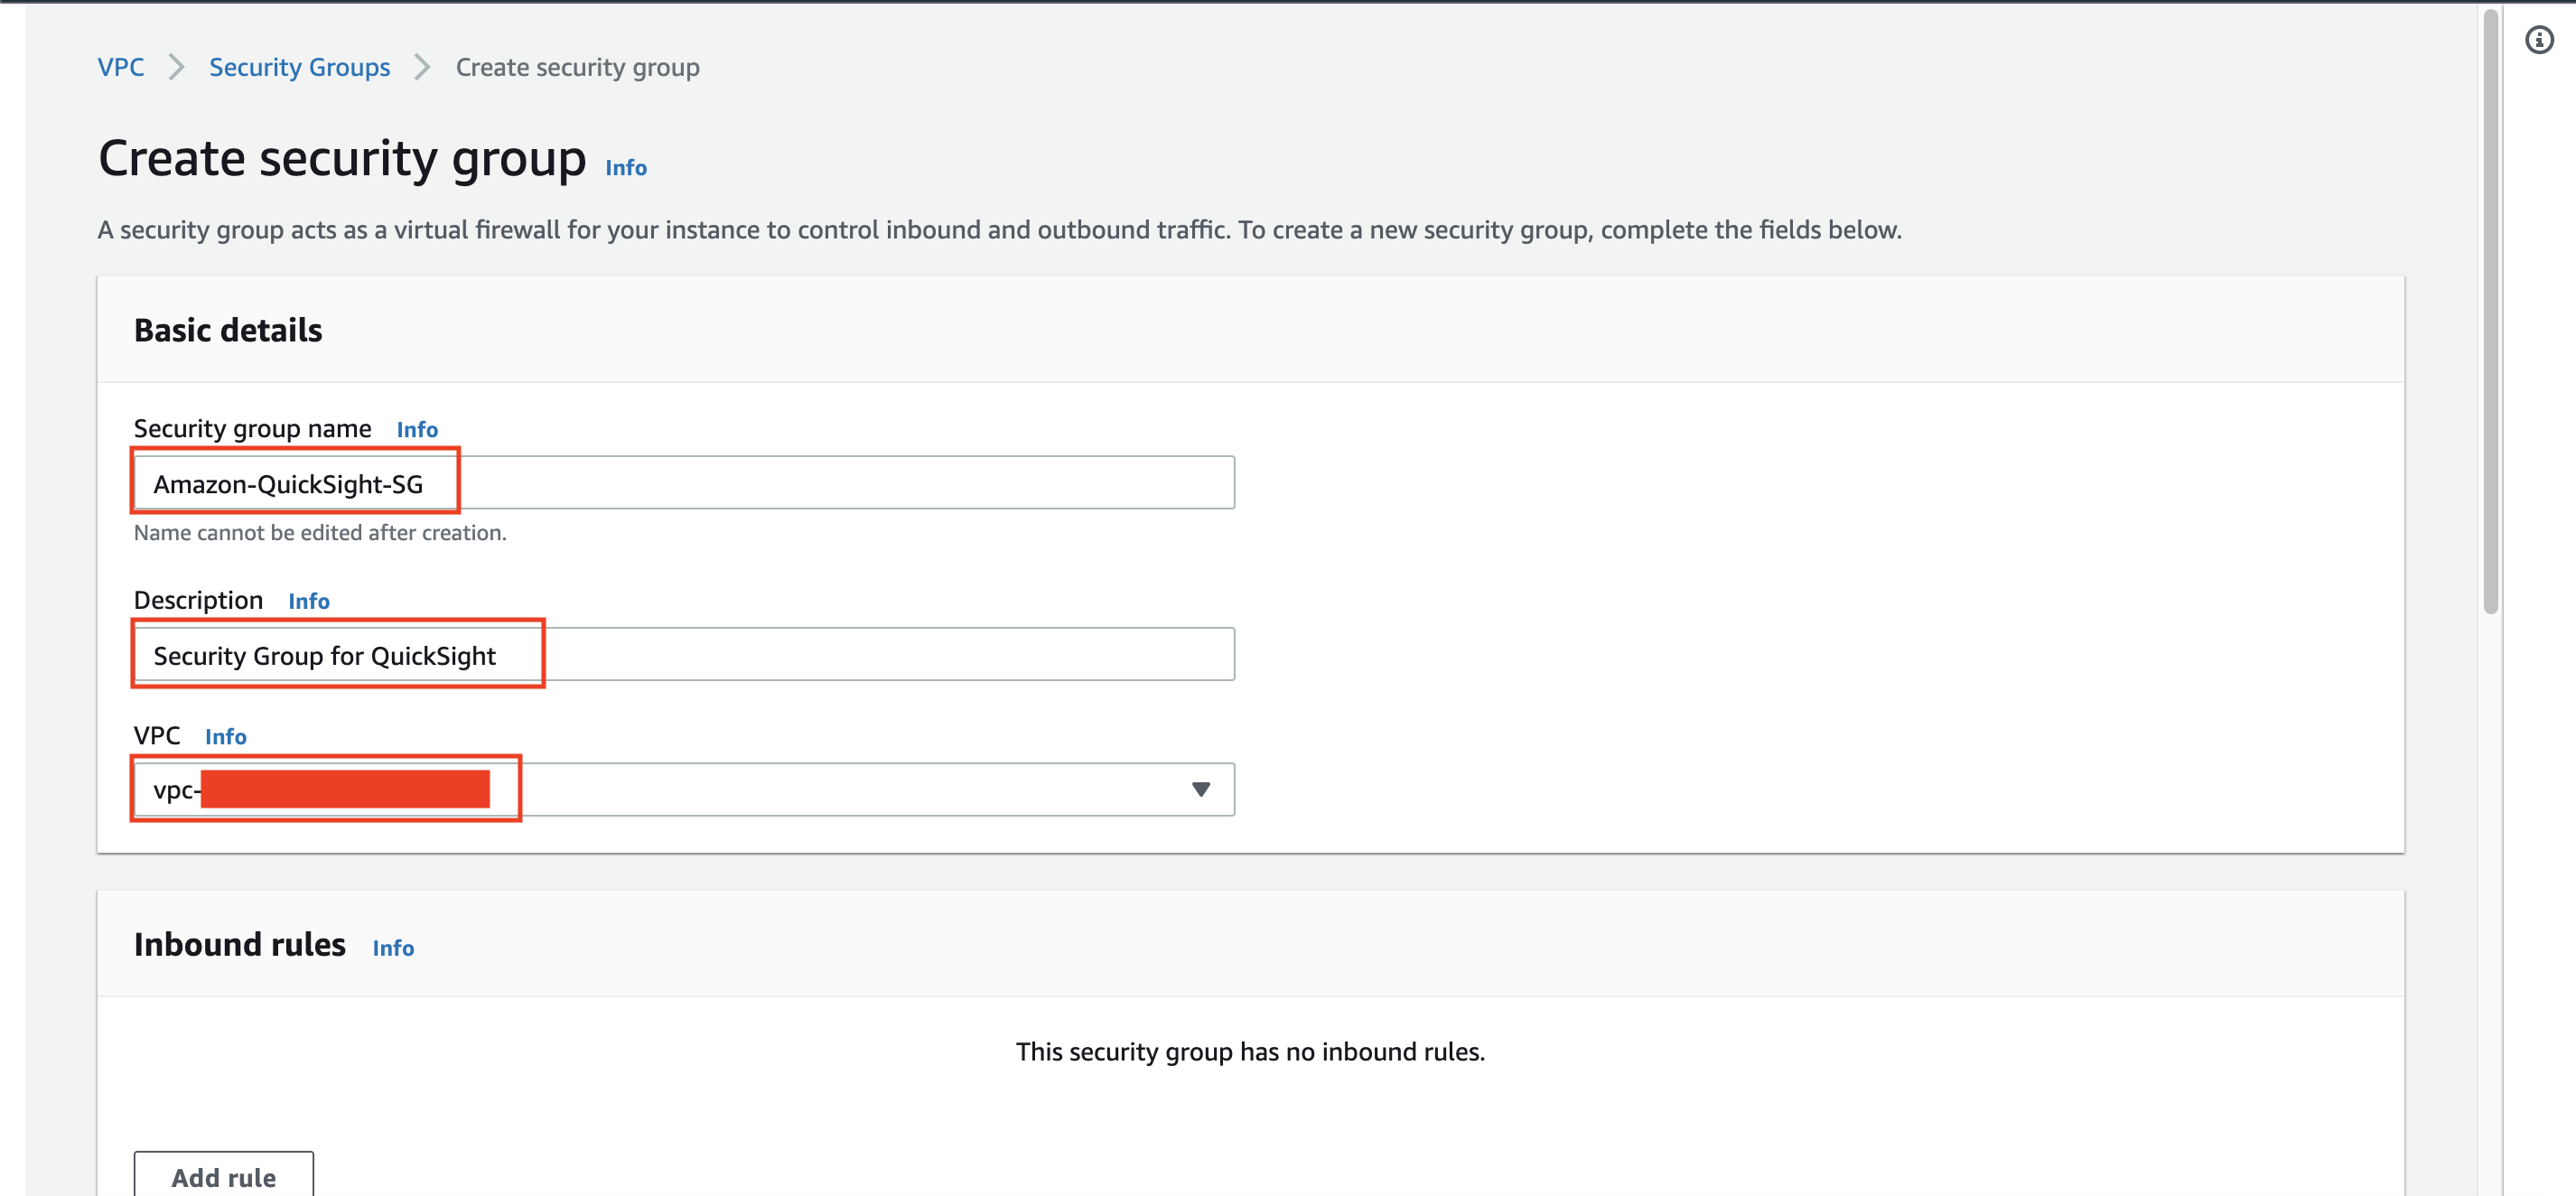 VPC > Security Groups > Create security group
Create security group Info
A security group acts as a virtual firewall for your instance to control inbound and outbound traffic. To create a new security group, complete the fields below.
Basic details
Security group name Info
Amazon-QuickSight-SG
Name cannot be edited after creation.
Description Info
Security Group for QuickSight
VPC Info
vpc-
Inbound rules Info
This security group has no inbound rules.
Add rule